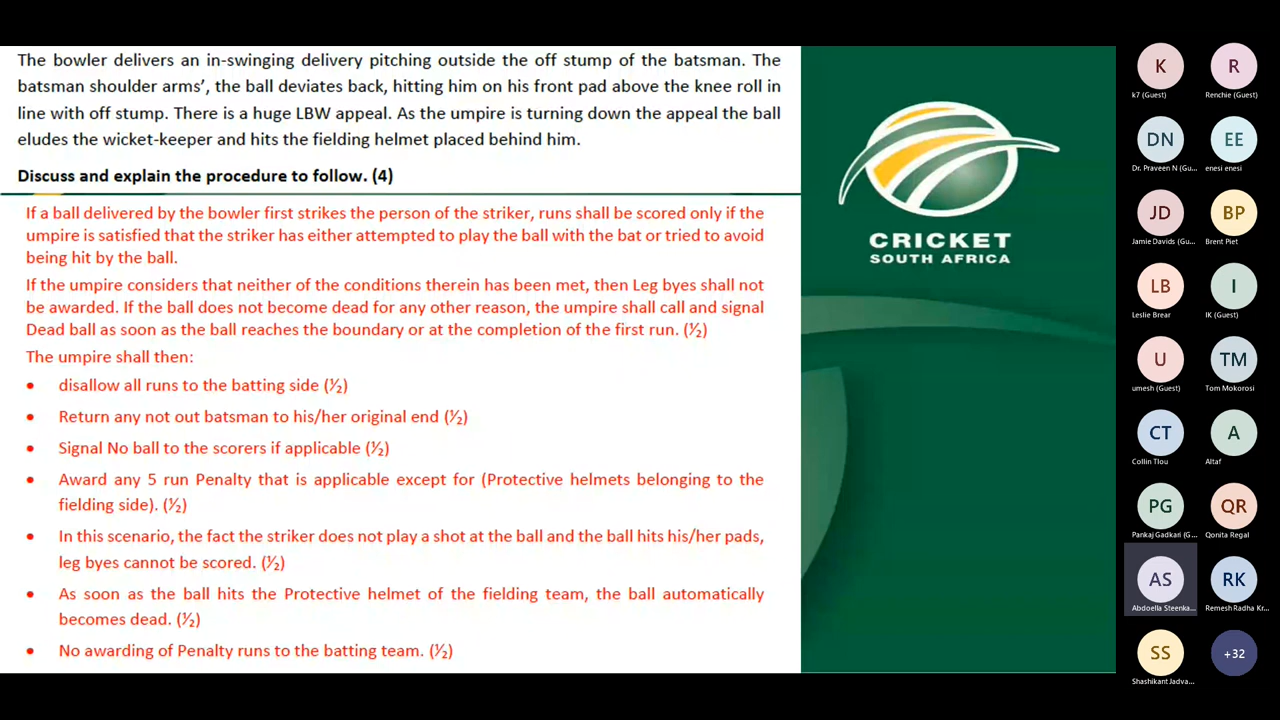 The bowler delivers an in-swinging delivery pitching outside the off stump of the batsman. The
batsman shoulder arms’, the ball deviates back, hitting him on his front pad above the knee roll in
line with off stump. There is a huge LBW appeal. As the umpire is turning down the appeal the ball
eludes the wicket-keeper and hits the fielding helmet placed behind him.
Discuss and explain the procedure to follow. (4)
If a ball delivered by the bowler first strikes the person of the striker, runs shall be scored only if the
umpire is satisfied that the striker has either attempted to play the ball with the bat or tried to avoid
being hit by the ball.
If the umpire considers that neither of the conditions therein has been met, then Leg byes shall not
be awarded. If the ball does not become dead for any other reason, the umpire shall call and signal
Dead ball as soon as the ball reaches the boundary or at the completion of the first run. (½)
The umpire shall then:
• disallow all runs to the batting side (½)
• Return any not out batsman to his/her original end (½)
• Signal No ball to the scorers if applicable (½)
• Award any 5 run Penalty that is applicable except for (Protective helmets belonging to the
fielding side). (½)
• In this scenario, the fact the striker does not play a shot at the ball and the ball hits his/her pads,
leg byes cannot be scored. (½)
• As soon as the ball hits the Protective helmet of the fielding team, the ball automatically
becomes dead. (½)
• No awarding of Penalty runs to the batting team. (½)
CRICKET
SOUTH AFRICA
K R
k7 (Guest) Renchie (Guest)
DN EE
Dr. Praveen N (Gu... enesi enesi
JD BP
Jamie Davids (Gu... Brent Piet
LB I
Leslie Brear IK (Guest)
U TM
umesh (Guest) Tom Mokorosi
CT A
Collin Tlou Altaf
PG QR
Pankaj Gadkari (G... Qonita Regal
AS RK
Abdoella Steenka... Remesh Radha Kr...
SS +32
Shashikant Jadva...